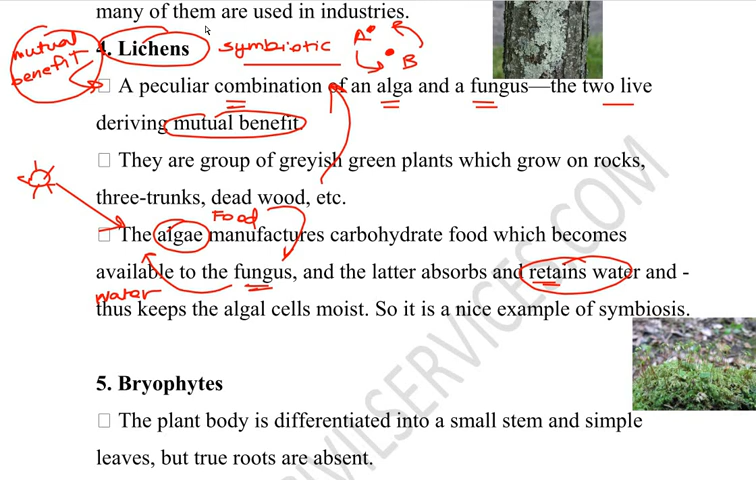 many of them are used in industries.
4. Lichens
symbiotic
A
B
mutual
benefit
☐ A peculiar combination of an alga and a fungus—the two live
deriving mutual benefit.
☐ They are group of greyish green plants which grow on rocks,
three-trunks, dead wood, etc.
Food
☐ The algae manufactures carbohydrate food which becomes
available to the fungus, and the latter absorbs and retains water and -
water
thus keeps the algal cells moist. So it is a nice example of symbiosis.
5. Bryophytes
☐ The plant body is differentiated into a small stem and simple
leaves, but true roots are absent.
CIVILSERVICES.COM